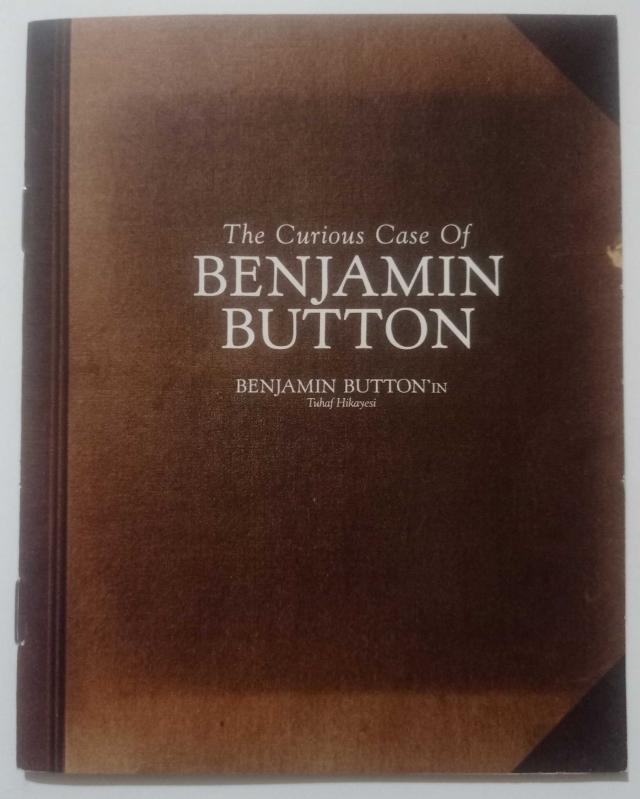 The Curious Case Of
BENJAMIN
BUTTON
BENJAMIN BUTTON'IN
Tuhaf Hikayesi